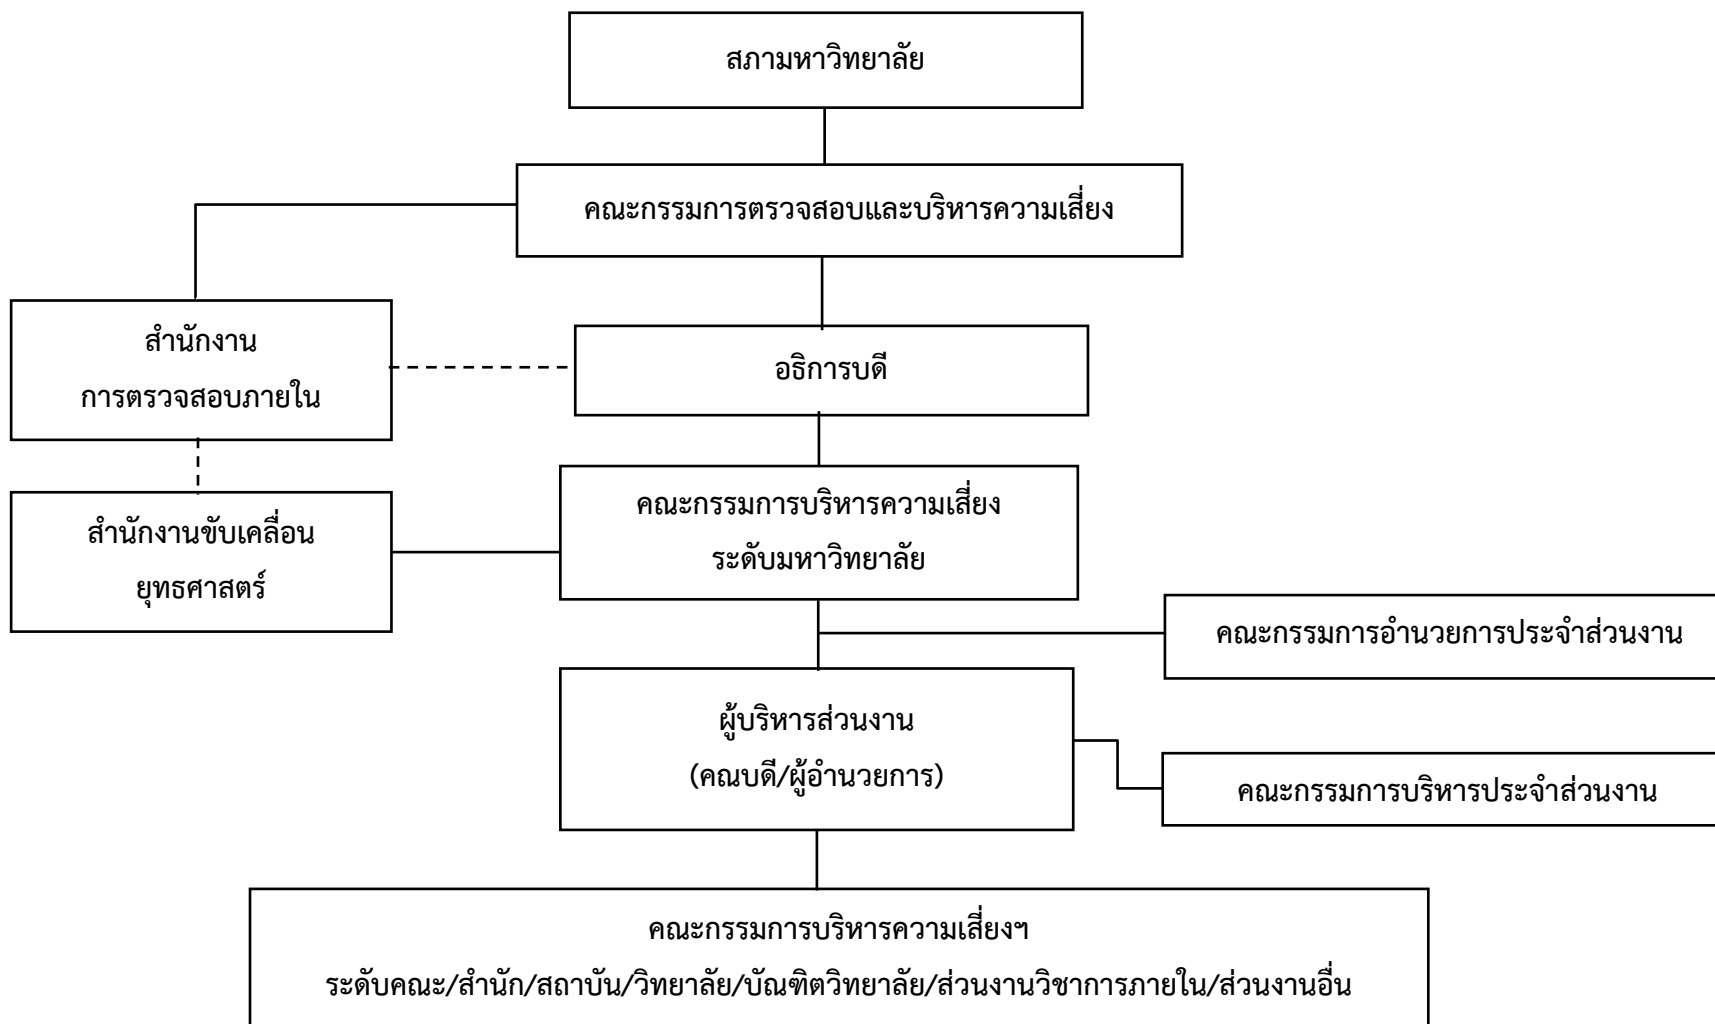 สภามหาวิทยาลัย
คณะกรรมการตรวจสอบและบริหารความเสี่ยง
สำนักงาน
การตรวจสอบภายใน
อธิการบดี
คณะกรรมการบริหารความเสี่ยง
ระดับมหาวิทยาลัย
สำนักงานขับเคลื่อน
ยุทธศาสตร์
คณะกรรมการอำนวยการประจำส่วนงาน
ผู้บริหารส่วนงาน
(คณบดี/ผู้อำนวยการ)
คณะกรรมการบริหารประจำส่วนงาน
คณะกรรมการบริหารความเสี่ยงฯ
ระดับคณะ/สำนัก/สถาบัน/วิทยาลัย/บัณฑิตวิทยาลัย/ส่วนงานวิชาการภายใน/ส่วนงานอื่น